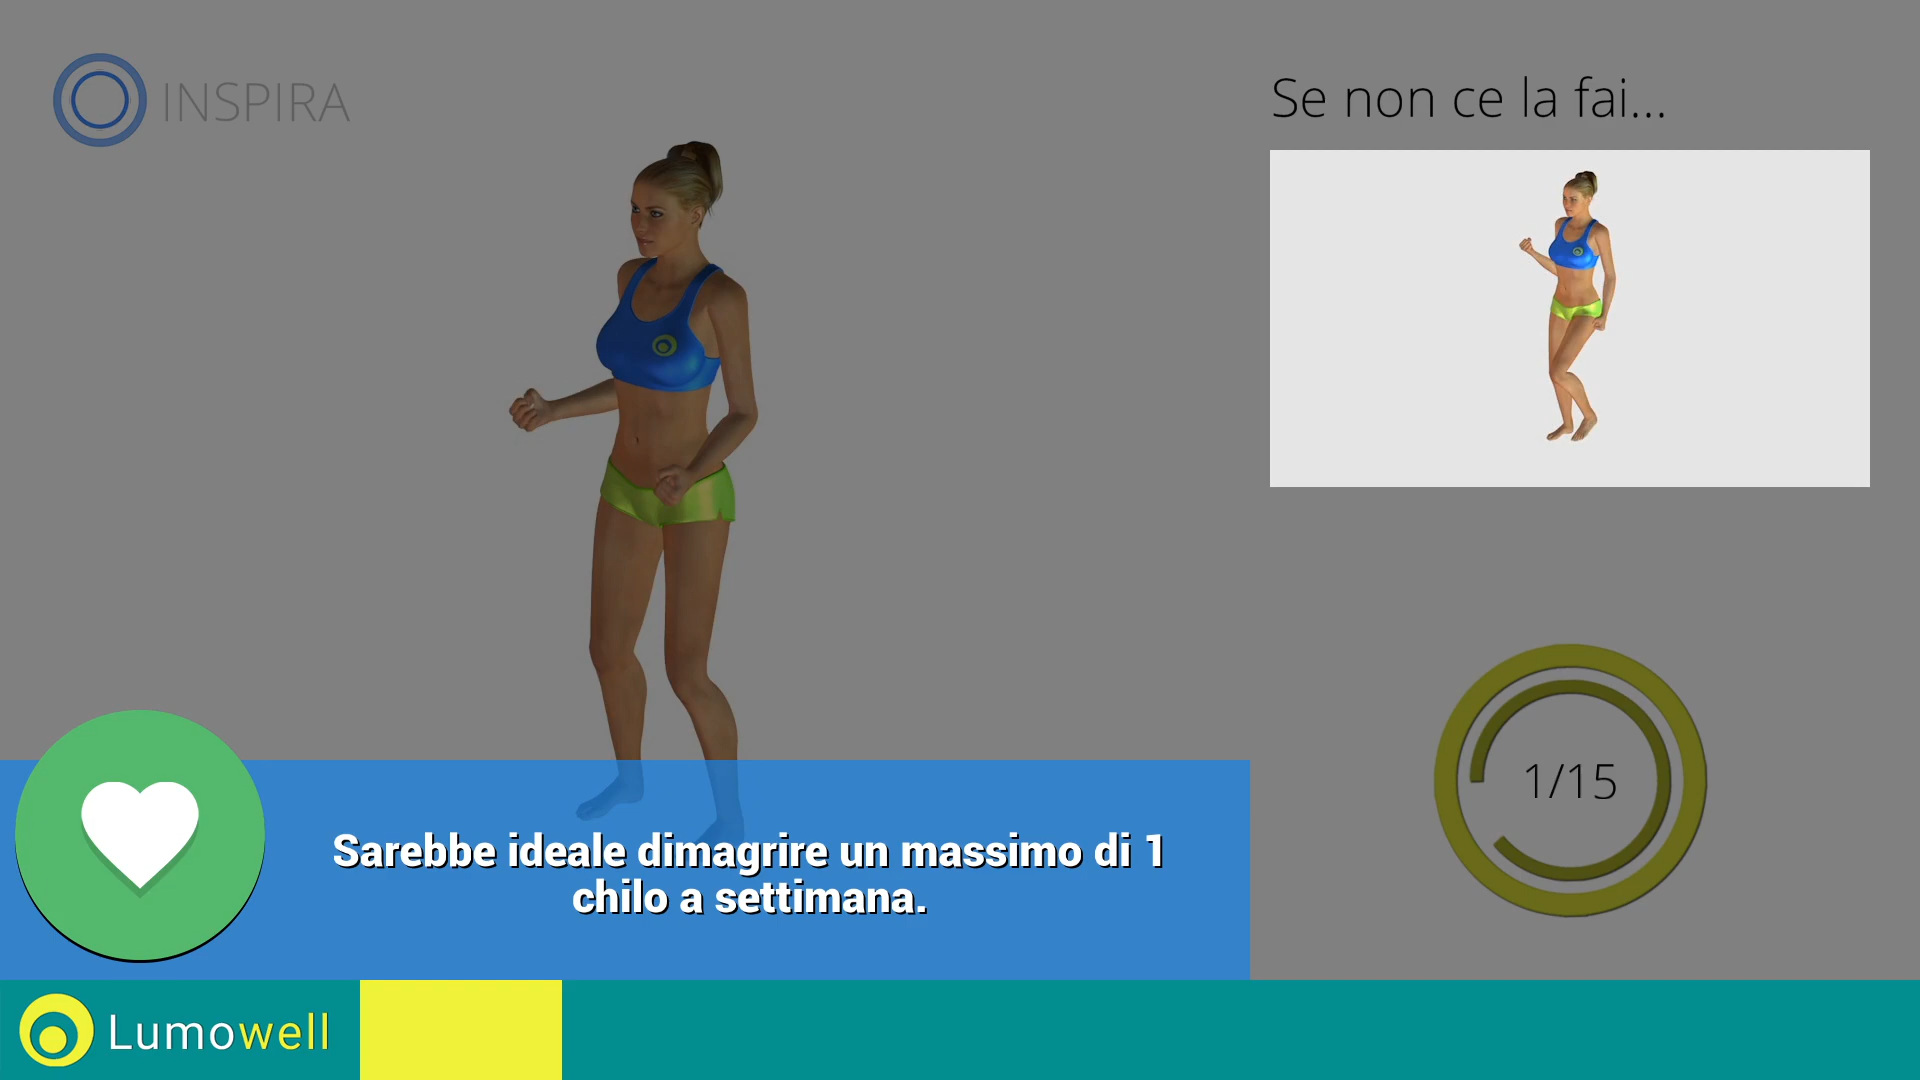 INSPIRA
Se non ce la fai...
1/15
Sarebbe ideale dimagrire un massimo di 1
chilo a settimana.
Lumowell